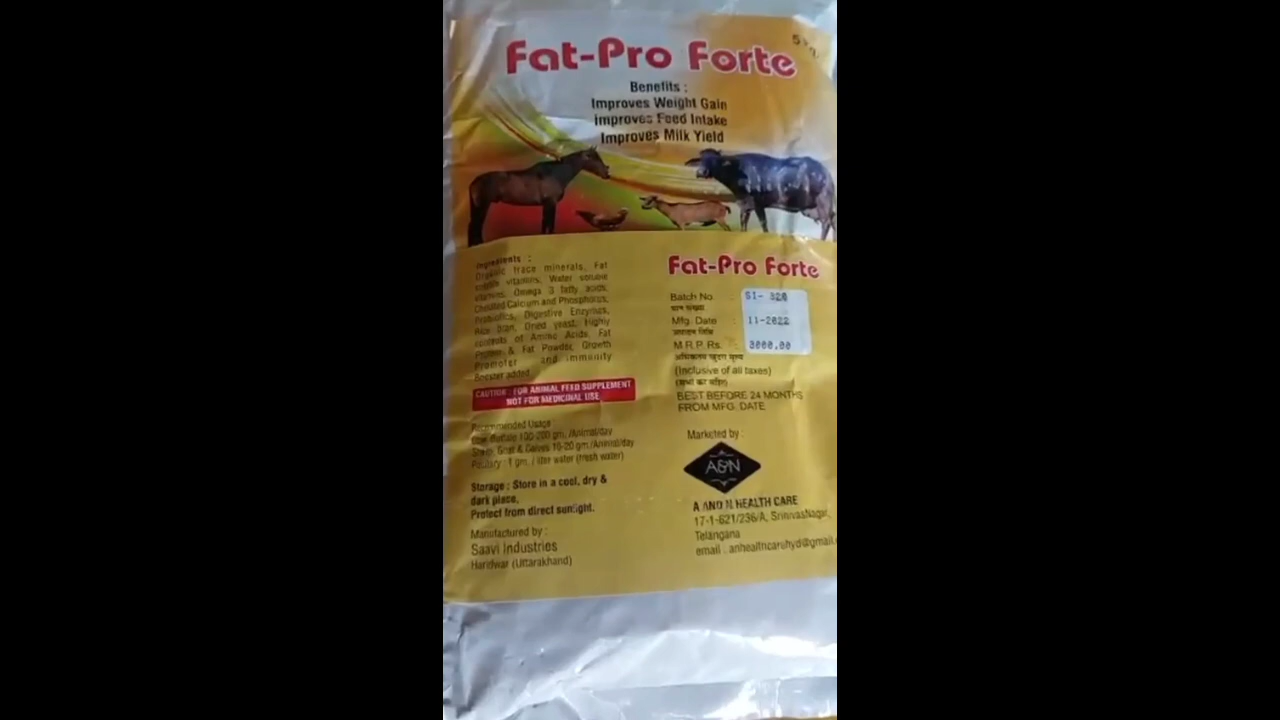 Fat-Pro Forte
Benefits :
Improves Weight Gain
improves Feed Intake
Improves Milk Yield
Ingredients :
Organic trace minerals, Fat
soluble vitamins, Water soluble
vitamins, Omega 3 fatty acids,
Chelated Calcium and Phosphorus,
Probiotics, Digestive Enzymes,
Rice bran, Dried yeast, Highly
contents of Amino Acids, Fat
Protein & Fat Powder, Growth
Promoter and immunity
Booster added.
CAUTION : FOR ANIMAL FEED SUPPLEMENT
NOT FOR MEDICINAL USE
Recommended Usage :
Cow, Buffalo 100-200 gm. /Animal/day
Sheep, Goat & Calves 10-20 gm./Animal/day
Poultry : 1 gm. / liter water (fresh water)
Storage : Store in a cool, dry &
dark place,
Protect from direct sunlight.
Manufactured by :
Saavi Industries
Haridwar (Uttarakhand)
Fat-Pro Forte
Batch No. : SI- 320
Mfg. Date : 11-2022
M.R.P. Rs. : 3000.00
अधिकतम खुदरा मूल्य
(Inclusive of all taxes)
BEST BEFORE 24 MONTHS
FROM MFG. DATE
Marketed by :
A&N
A AND N HEALTH CARE
17-1-621/236/A, SrinivasNagar,
Telangana
email : anhealthcarehyd@gmail.